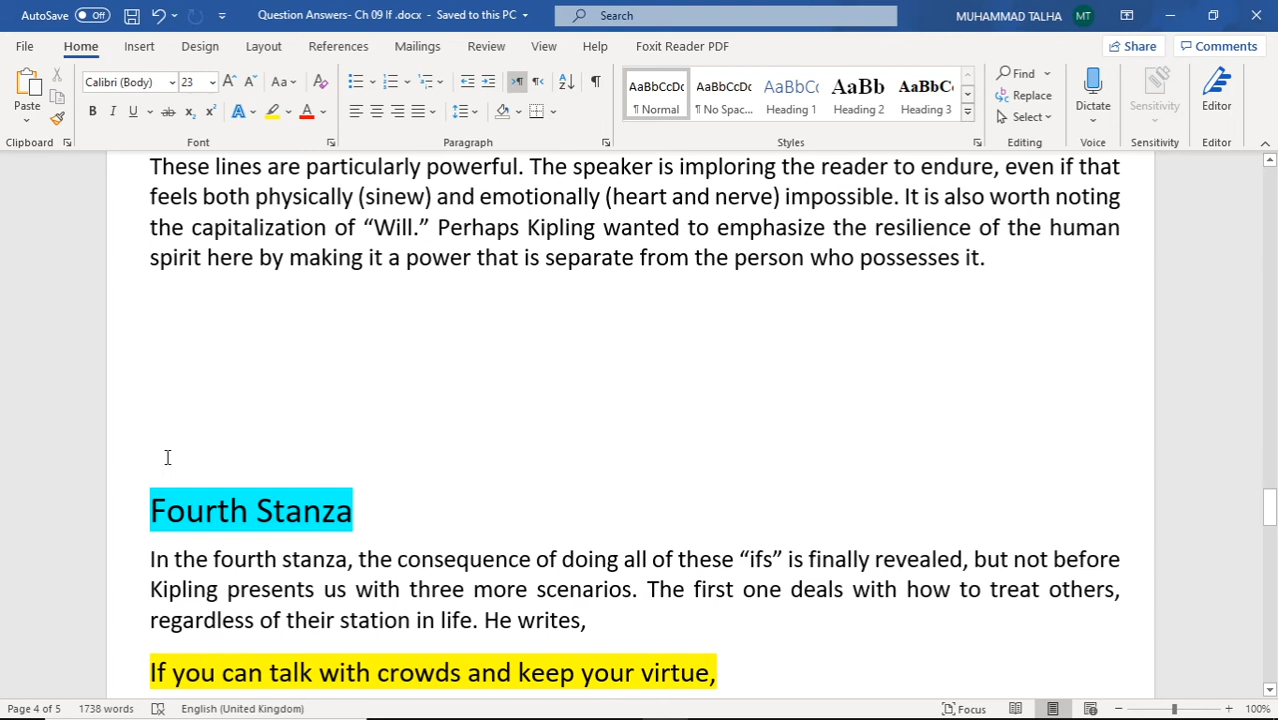 AutoSave Off Question Answers- Ch 09 If .docx - Saved to this PC Search MUHAMMAD TALHA MT
File Home Insert Design Layout References Mailings Review View Help Foxit Reader PDF Share Comments
Paste Calibri (Body) 23 Aa AaBbCcDc AaBbCcDc AaBbCc AaBb AaBbC Find Replace Select Dictate Sensitivity Editor
B I U ab x₂ x² A A ¶ Normal ¶ No Spac... Heading 1 Heading 2 Heading 3
Clipboard Font Paragraph Styles Editing Voice Sensitivity Editor
These lines are particularly powerful. The speaker is imploring the reader to endure, even if that
feels both physically (sinew) and emotionally (heart and nerve) impossible. It is also worth noting
the capitalization of “Will.” Perhaps Kipling wanted to emphasize the resilience of the human
spirit here by making it a power that is separate from the person who possesses it.
Fourth Stanza
In the fourth stanza, the consequence of doing all of these “ifs” is finally revealed, but not before
Kipling presents us with three more scenarios. The first one deals with how to treat others,
regardless of their station in life. He writes,
If you can talk with crowds and keep your virtue,
Page 4 of 5 1738 words English (United Kingdom) Focus 100%